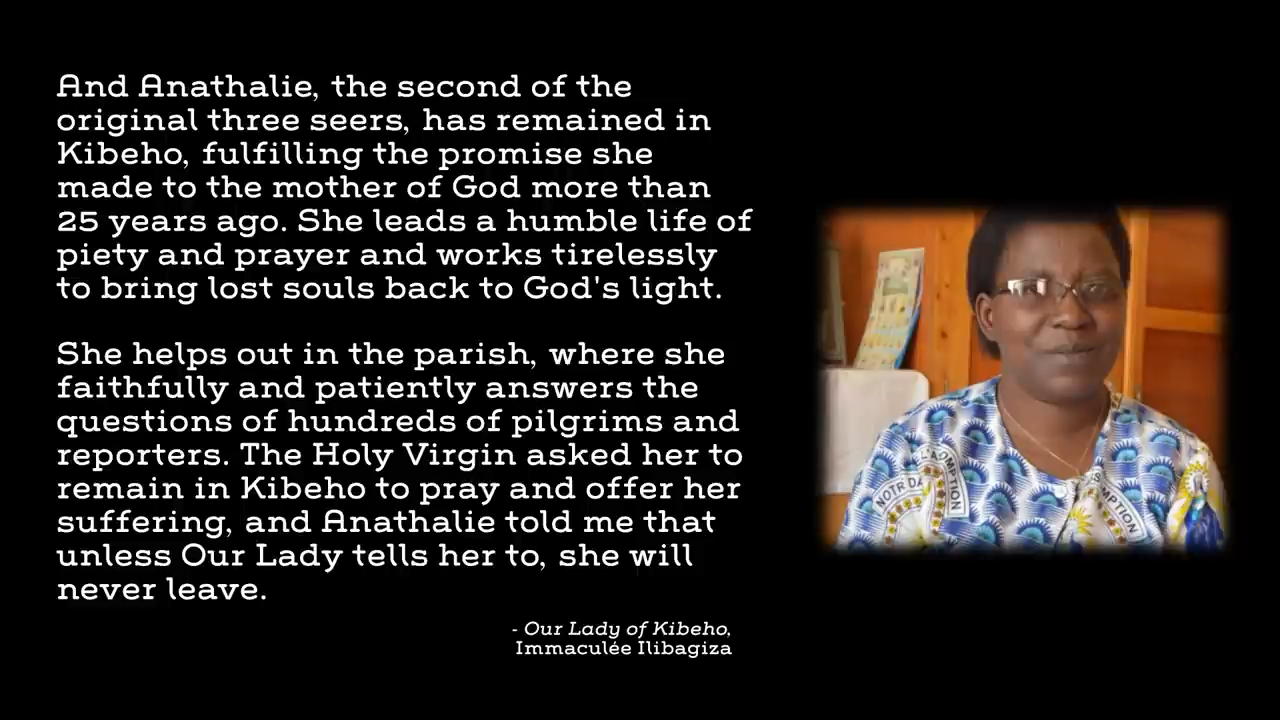 And Anathalie, the second of the
original three seers, has remained in
Kibeho, fulfilling the promise she
made to the mother of God more than
25 years ago. She leads a humble life of
piety and prayer and works tirelessly
to bring lost souls back to God's light.
She helps out in the parish, where she
faithfully and patiently answers the
questions of hundreds of pilgrims and
reporters. The Holy Virgin asked her to
remain in Kibeho to pray and offer her
suffering, and Anathalie told me that
unless Our Lady tells her to, she will
never leave.
- Our Lady of Kibeho,
Immaculée Ilibagiza
NOTR DA